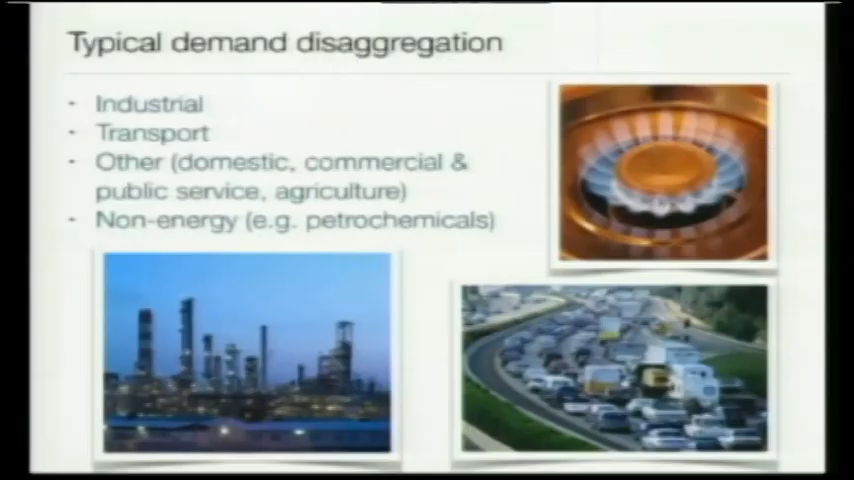 Typical demand disaggregation
- Industrial
- Transport
- Other (domestic, commercial &
public service, agriculture)
- Non-energy (e.g. petrochemicals)